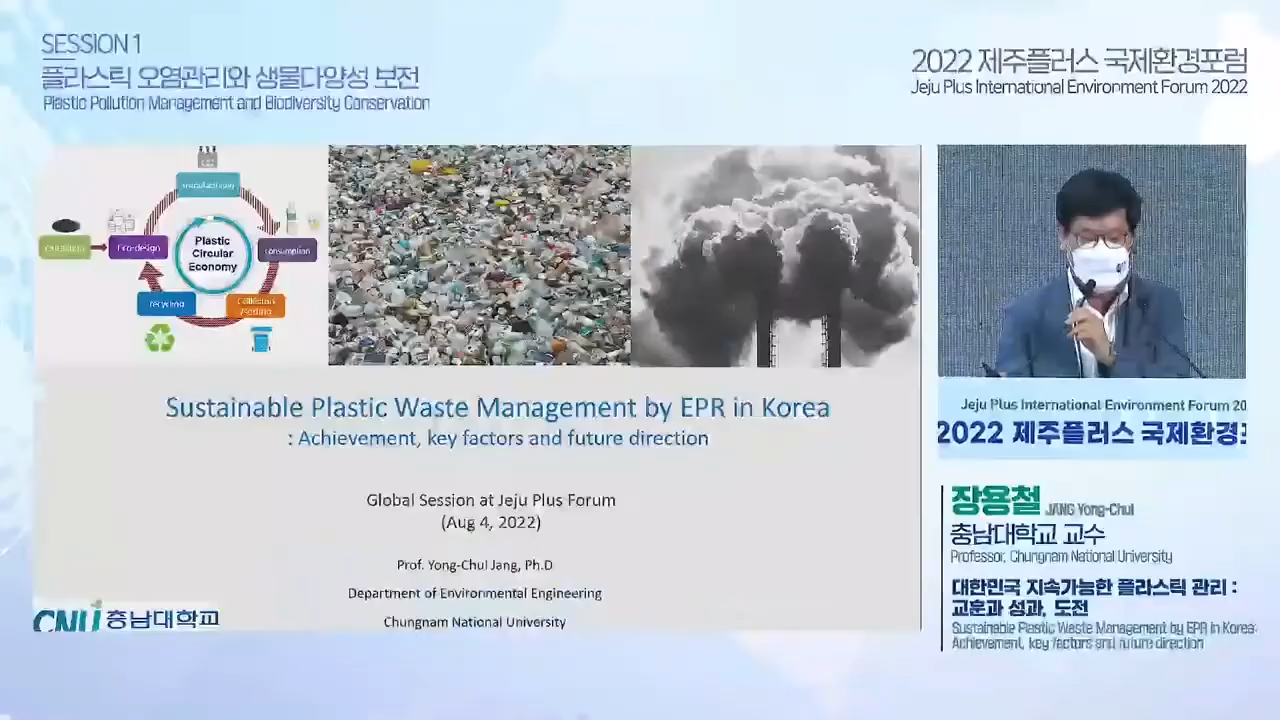 SESSION 1
플라스틱 오염관리와 생물다양성 보전
Plastic Pollution Management and Biodiversity Conservation
2022 제주플러스 국제환경포럼
Jeju Plus International Environment Forum 2022
Plastic
Circular
Economy
Eco-design
consumption
recycling
Sustainable Plastic Waste Management by EPR in Korea
: Achievement, key factors and future direction
Global Session at Jeju Plus Forum
(Aug 4, 2022)
Prof. Yong-Chul Jang, Ph.D
Department of Environmental Engineering
Chungnam National University
CNU 충남대학교
Jeju Plus International Environment Forum 20
2022 제주플러스 국제환경포
장용철 JANG Yong-Chul
충남대학교 교수
Professor, Chungnam National University
대한민국 지속가능한 플라스틱 관리 :
교훈과 성과, 도전
Sustainable Plastic Waste Management by EPR in Korea:
Achievement, key factors and future direction